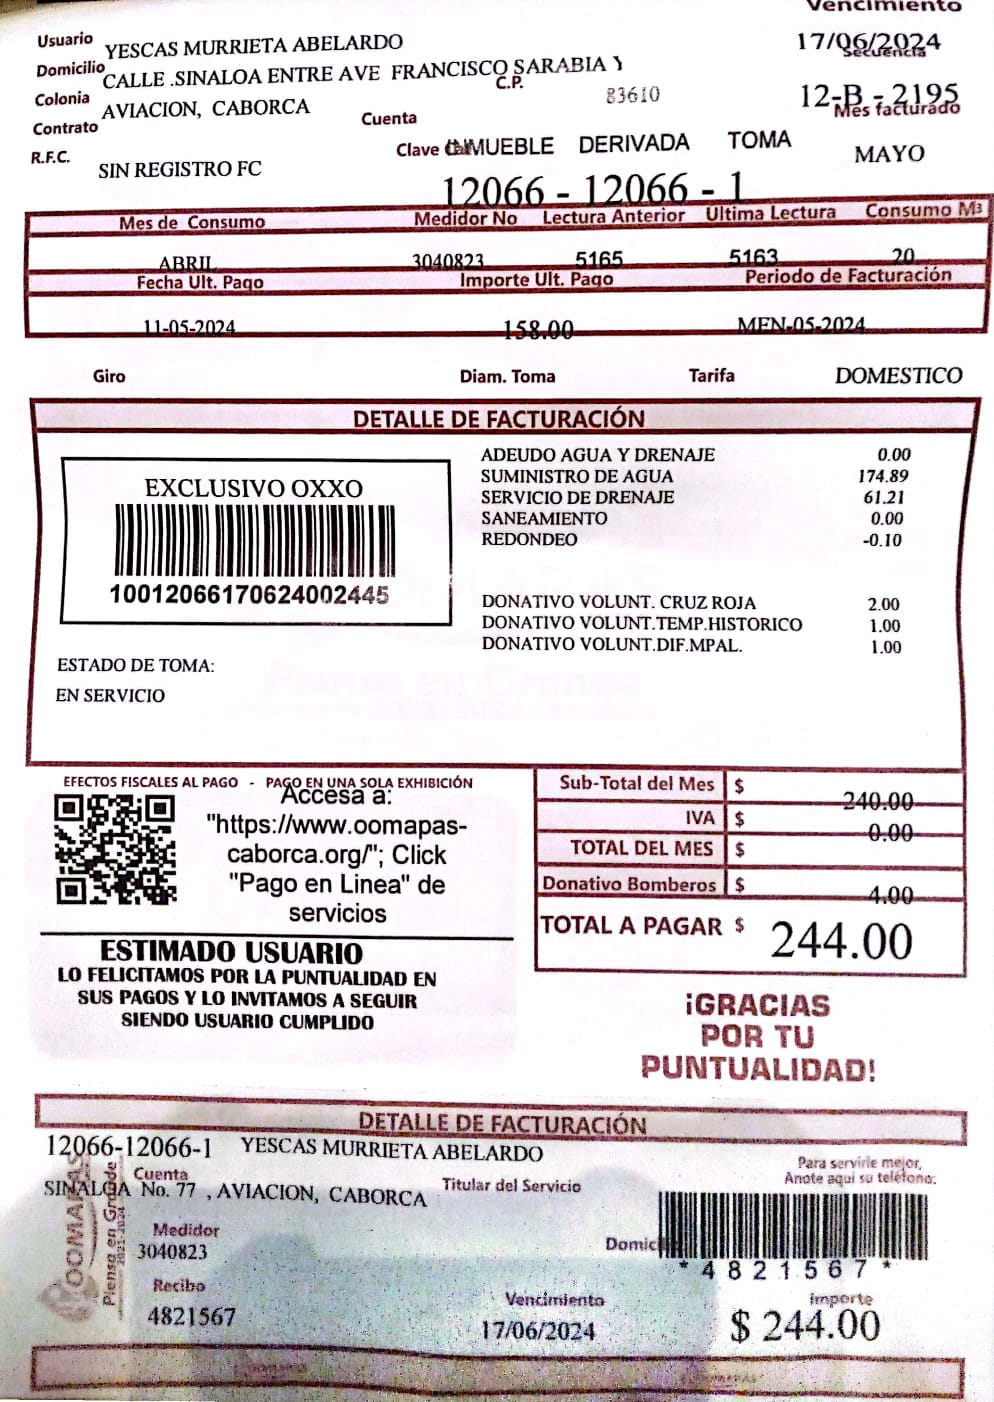 Vencimiento
Usuario YESCAS MURRIETA ABELARDO 17/06/2024
Secuencia
Domicilio CALLE .SINALOA ENTRE AVE FRANCISCO SARABIA Y
C.P. 83610 12-B - 2195
Colonia AVIACION, CABORCA
Mes facturado
Contrato Cuenta
Clave INMUEBLE DERIVADA TOMA MAYO
R.F.C. SIN REGISTRO FC
12066 - 12066 - 1
Mes de Consumo Medidor No Lectura Anterior Ultima Lectura Consumo M3
ABRIL 3040823 5165 5163 20
Fecha Ult. Pago Importe Ult. Pago Periodo de Facturación
11-05-2024 158.00 MEN-05-2024
Giro Diam. Toma Tarifa DOMESTICO
DETALLE DE FACTURACIÓN
ADEUDO AGUA Y DRENAJE 0.00
SUMINISTRO DE AGUA 174.89
SERVICIO DE DRENAJE 61.21
SANEAMIENTO 0.00
REDONDEO -0.10
DONATIVO VOLUNT. CRUZ ROJA 2.00
DONATIVO VOLUNT.TEMP.HISTORICO 1.00
DONATIVO VOLUNT.DIF.MPAL. 1.00
EXCLUSIVO OXXO
10012066170624002445
ESTADO DE TOMA:
EN SERVICIO
Piensa en Grande
EFECTOS FISCALES AL PAGO - PAGO EN UNA SOLA EXHIBICIÓN
Accesa a:
"https://www.oomapas-
caborca.org/"; Click
"Pago en Linea" de
servicios
Sub-Total del Mes $ 240.00
IVA $ 0.00
TOTAL DEL MES $
Donativo Bomberos $ 4.00
TOTAL A PAGAR $ 244.00
ESTIMADO USUARIO
LO FELICITAMOS POR LA PUNTUALIDAD EN
SUS PAGOS Y LO INVITAMOS A SEGUIR
SIENDO USUARIO CUMPLIDO
¡GRACIAS
POR TU
PUNTUALIDAD!
DETALLE DE FACTURACIÓN
12066-12066-1 YESCAS MURRIETA ABELARDO
Cuenta Titular del Servicio
Para servirle mejor,
Anote aquí su teléfono:
SINALOA No. 77 , AVIACION, CABORCA
Medidor
3040823
*4821567*
Recibo
4821567
Vencimiento
17/06/2024
Importe
$ 244.00
OOMAPAS
Piensa en Grande
2021-2024